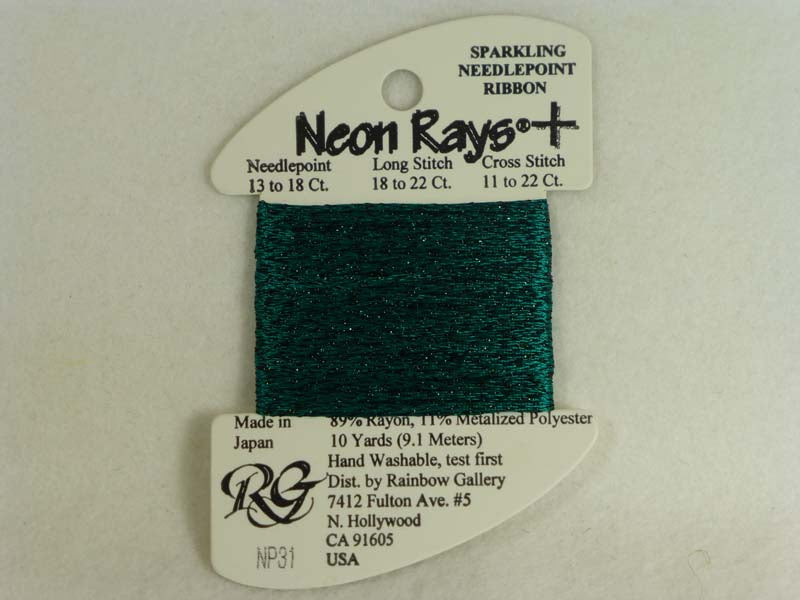 SPARKLING
NEEDLEPOINT
RIBBON
Neon Rays®+
Needlepoint Long Stitch Cross Stitch
13 to 18 Ct. 18 to 22 Ct. 11 to 22 Ct.
Made in 89% Rayon, 11% Metalized Polyester
Japan 10 Yards (9.1 Meters)
Hand Washable, test first
RG Dist. by Rainbow Gallery
7412 Fulton Ave. #5
N. Hollywood
CA 91605
NP31 USA